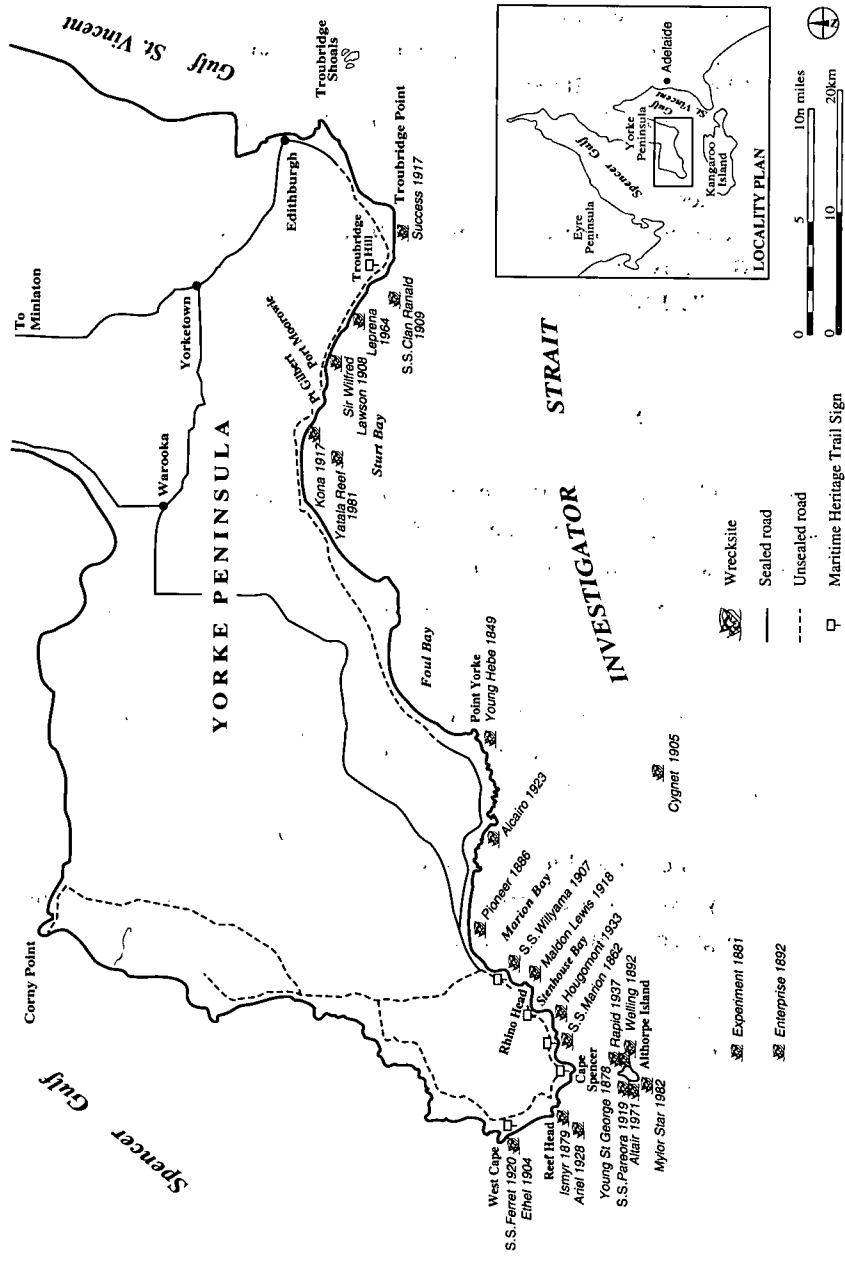 Gulf St. Vincent
Troubridge
Shoals
To
Minlaton
Edithburgh
Yorketown
Troubridge Point
Success 1917
Troubridge
Hill
Port Moorowie
Pt Gilbert
Leprena
1964
S.S. Clan Ranald
1909
Sir Wilfred
Lawson 1908
Sturt Bay
Kona 1917
Yatala Reef
1981
Warooka
YORKE PENINSULA
Foul Bay
Point Yorke
Young Hebe 1849
INVESTIGATOR STRAIT
Cygnet 1905
Alcairo 1923
Pioneer 1886
Marion Bay
S.S. Willyama 1907
Maldon Lewis 1918
Stenhouse Bay
Hougomont 1933
S.S. Marion 1862
Rhino Head
Cape
Spencer
Young St George 1878
Rapid 1937
Welling 1892
Althorpe Island
S.S. Pareora 1919
Altair 1971
Mylor Star 1982
Experiment 1881
Enterprise 1892
Reef Head
Ismyr 1879
Ariel 1928
West Cape
S.S. Ferret 1920
Ethel 1904
Corny Point
Spencer Gulf
Eyre
Peninsula
Spencer Gulf
Yorke
Peninsula
Gulf
St. Vincent
Adelaide
Kangaroo
Island
LOCALITY PLAN
N
0 5 10n miles
0 10 20km
Wrecksite
Sealed road
Unsealed road
Maritime Heritage Trail Sign